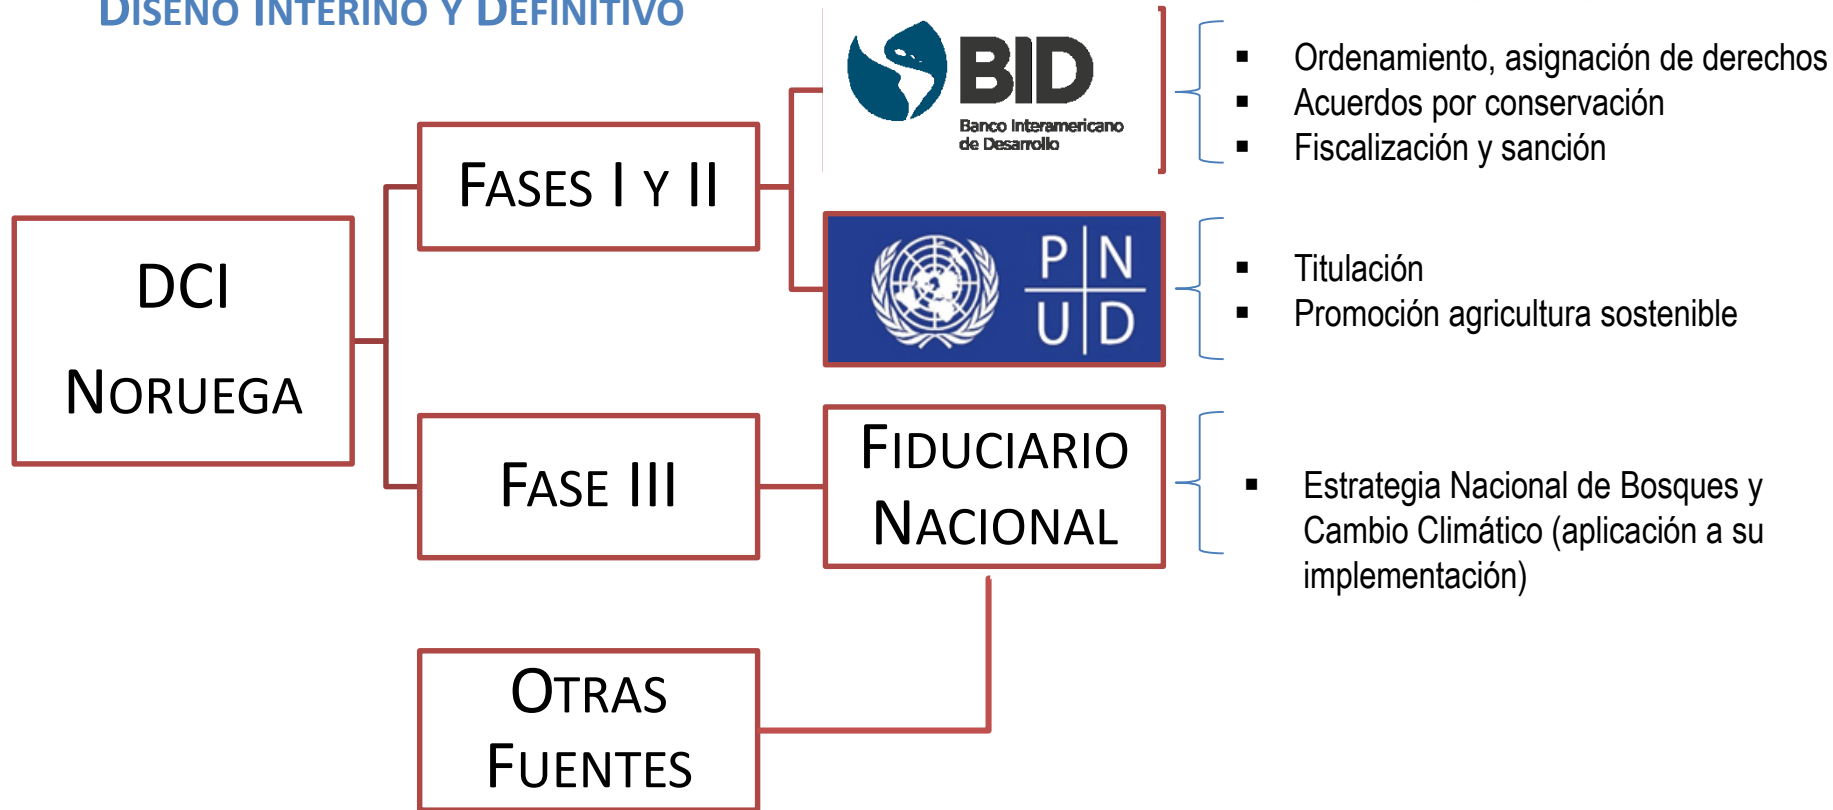 DISEÑO INTERINO Y DEFINITIVO
BID
Banco Interamericano
de Desarrollo
▪ Ordenamiento, asignación de derechos
▪ Acuerdos por conservación
▪ Fiscalización y sanción
FASES I Y II
P N
U D
▪ Titulación
▪ Promoción agricultura sostenible
DCI
NORUEGA
FASE III
FIDUCIARIO
NACIONAL
▪ Estrategia Nacional de Bosques y
Cambio Climático (aplicación a su
implementación)
OTRAS
FUENTES